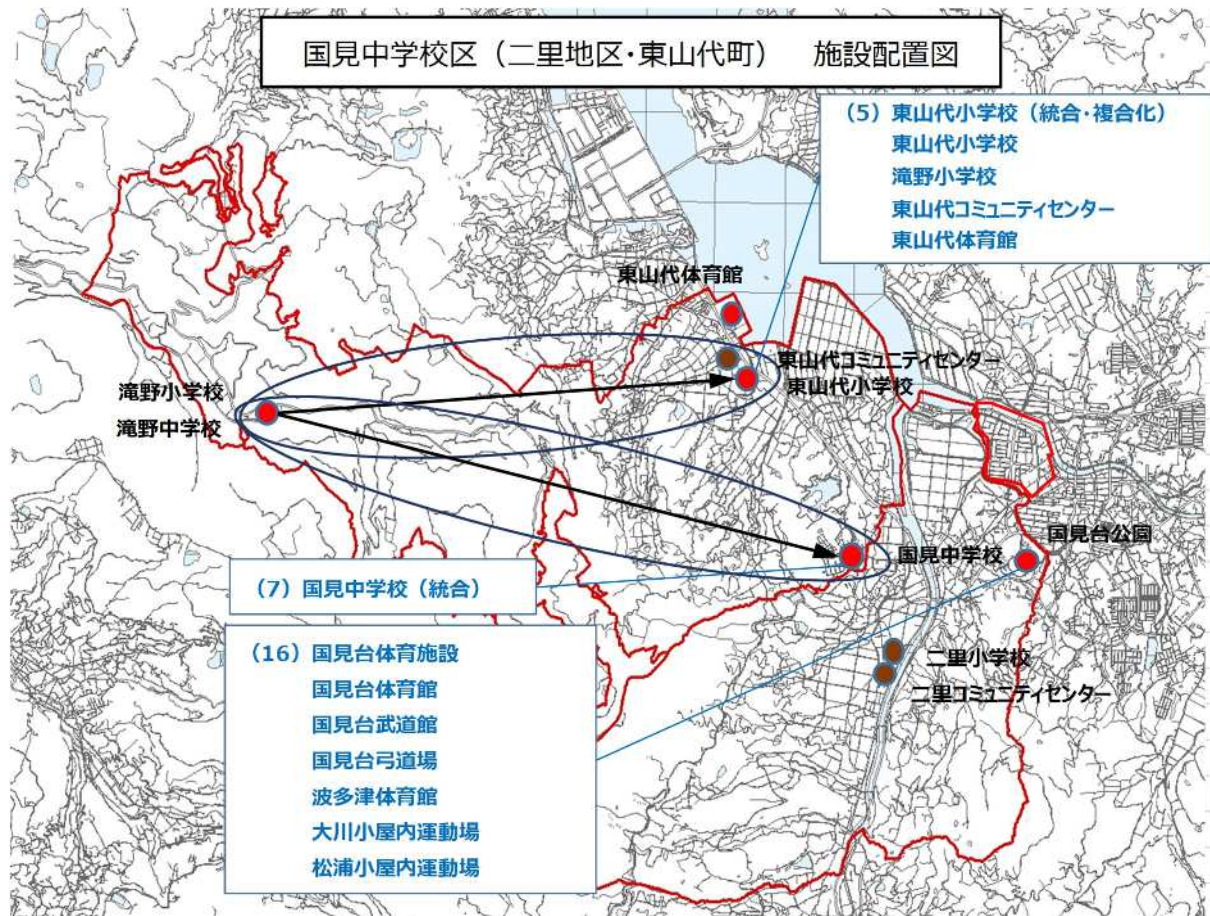 国見中学校区（二里地区・東山代町）　施設配置図
（5）東山代小学校（統合・複合化）
東山代小学校
滝野小学校
東山代コミュニティセンター
東山代体育館
東山代体育館
東山代コミュニティセンター
東山代小学校
滝野小学校
滝野中学校
国見中学校
国見台公園
（7）国見中学校（統合）
二里小学校
二里コミュニティセンター
（16）国見台体育施設
国見台体育館
国見台武道館
国見台弓道場
波多津体育館
大川小屋内運動場
松浦小屋内運動場